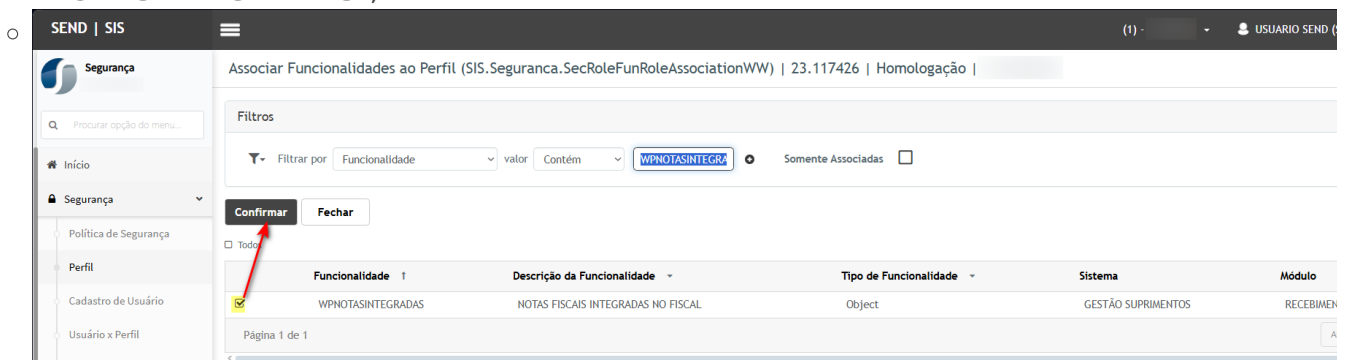 SEND | SIS
(1) -
USUARIO SEND (
Segurança
Associar Funcionalidades ao Perfil (SIS.Seguranca.SecRoleFunRoleAssociationWW) | 23.117426 | Homologação |
Procurar opção do menu...
Filtros
Filtrar por Funcionalidade valor Contém WPNOTASINTEGRA Somente Associadas
Início
Segurança
Confirmar Fechar
Política de Segurança
Todos
Perfil
Funcionalidade ↑ Descrição da Funcionalidade Tipo de Funcionalidade Sistema Módulo
Cadastro de Usuário
WPNOTASINTEGRADAS NOTAS FISCAIS INTEGRADAS NO FISCAL Object GESTÃO SUPRIMENTOS RECEBIMEN
Usuário x Perfil
Página 1 de 1